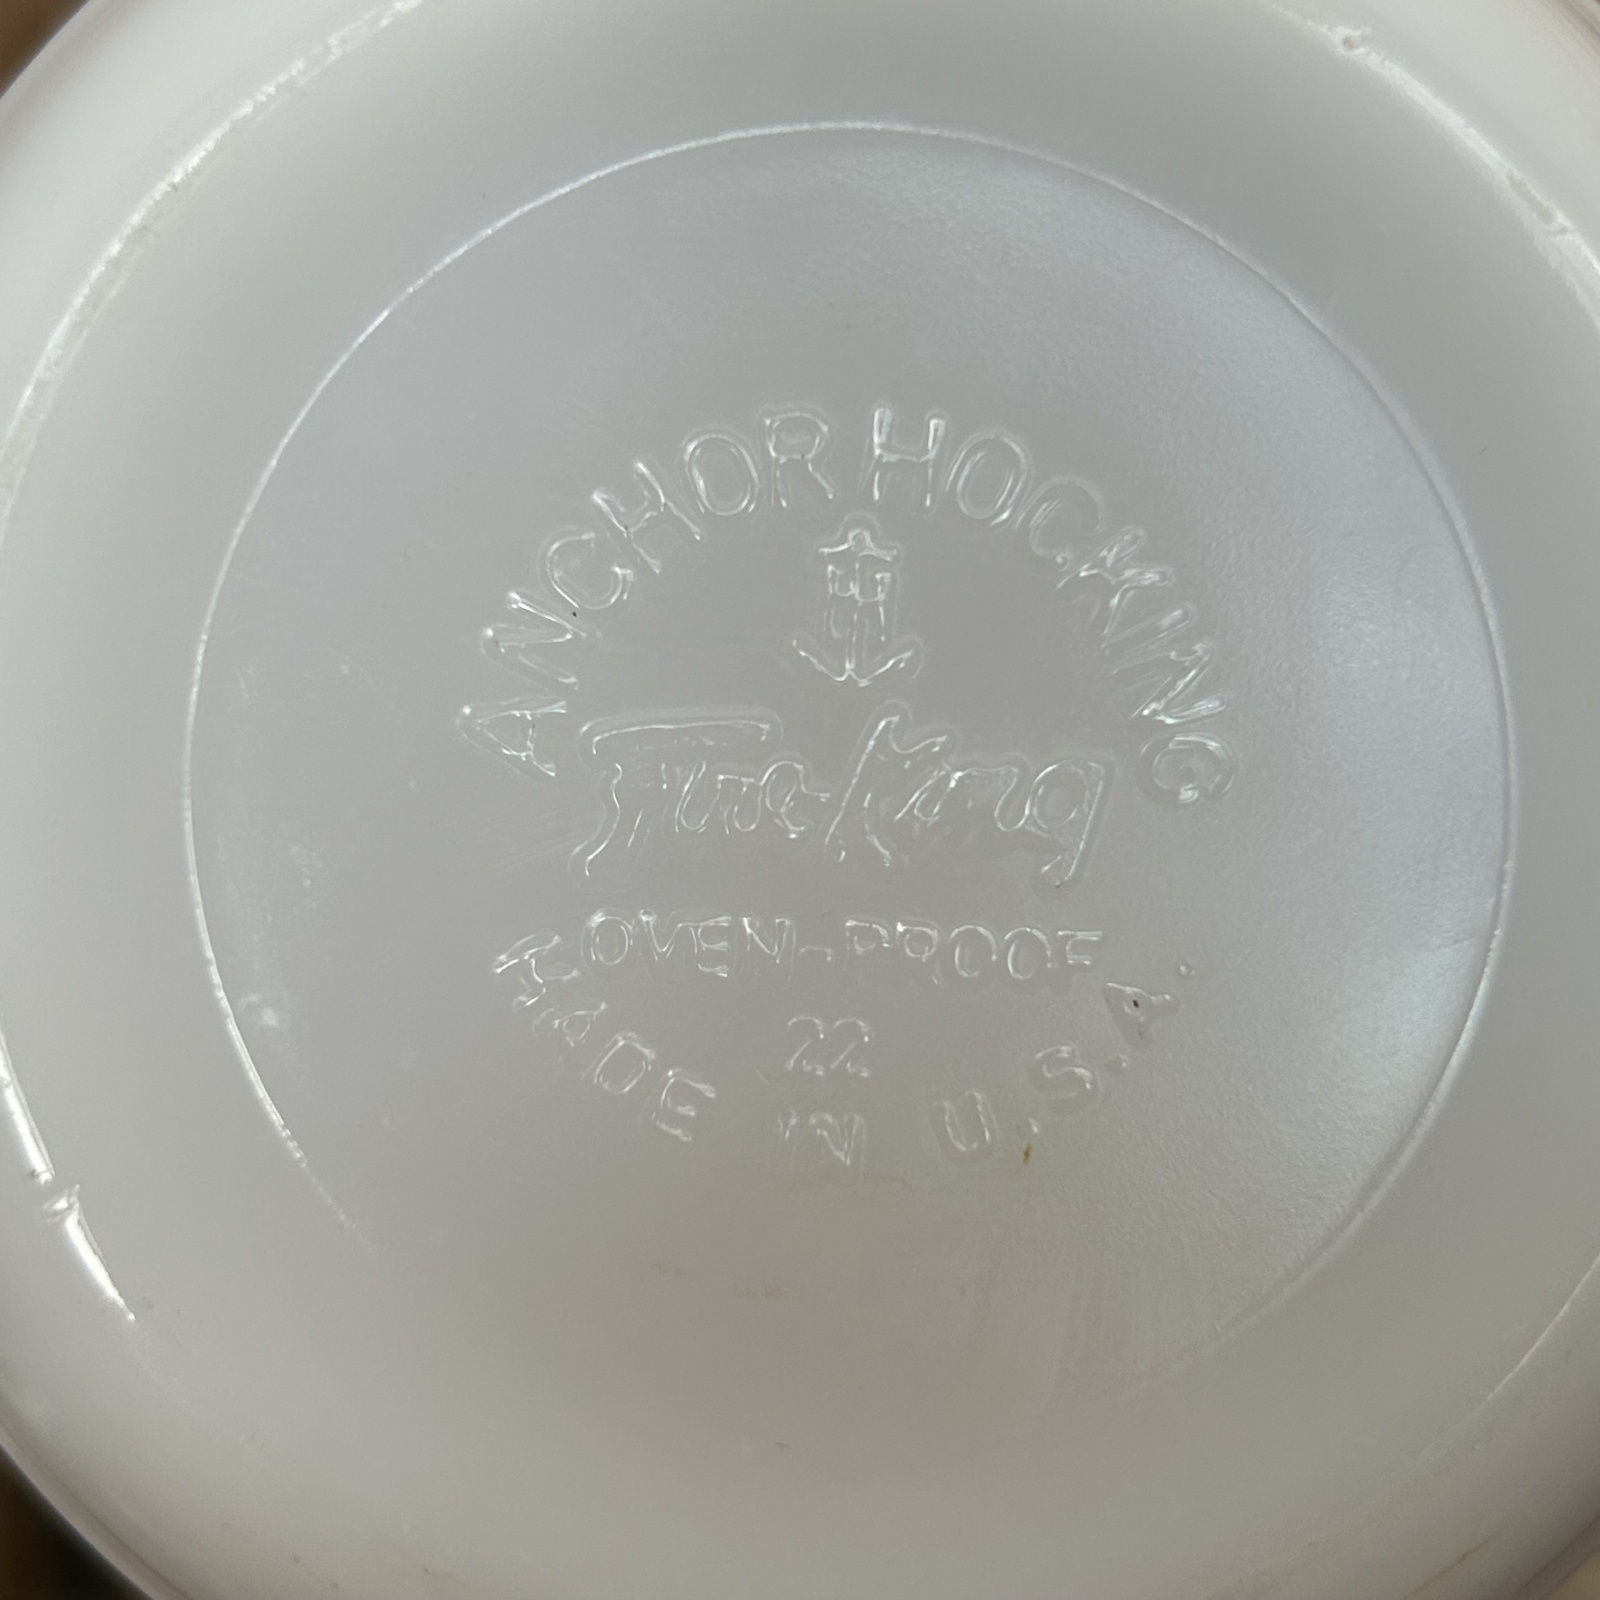 ANCHOR HOCKING
Fire-King
OVEN-PROOF
22
MADE IN U.S.A.